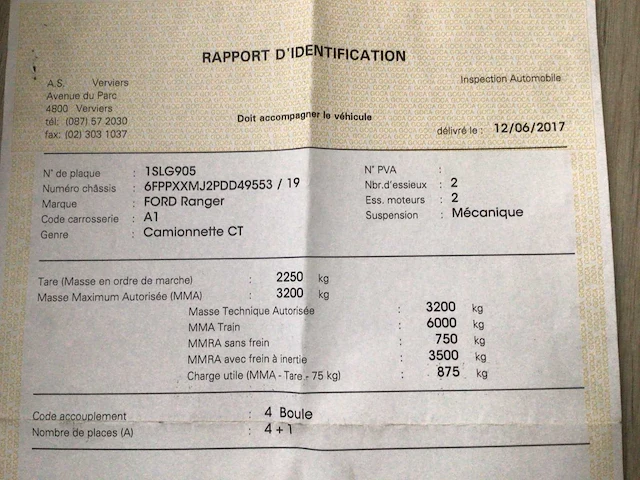 RAPPORT D'IDENTIFICATION
A.S. Verviers
Avenue du Parc
4800 Verviers
tél: (087) 57 2030
fax: (02) 303 1037
Inspection Automobile
Doit accompagner le véhicule
délivré le : 12/06/2017
N° de plaque : 1SLG905
Numéro châssis : 6FPPXXMJ2PDD49553 / 19
Marque : FORD Ranger
Code carrosserie : A1
Genre : Camionnette CT
N° PVA :
Nbr.d'essieux : 2
Ess. moteurs : 2
Suspension : Mécanique
Tare (Masse en ordre de marche) : 2250 kg
Masse Maximum Autorisée (MMA) : 3200 kg
Masse Technique Autorisée : 3200 kg
MMA Train : 6000 kg
MMRA sans frein : 750 kg
MMRA avec frein à inertie : 3500 kg
Charge utile (MMA - Tare - 75 kg) : 875 kg
Code accouplement : 4 Boule
Nombre de places (A) : 4 + 1